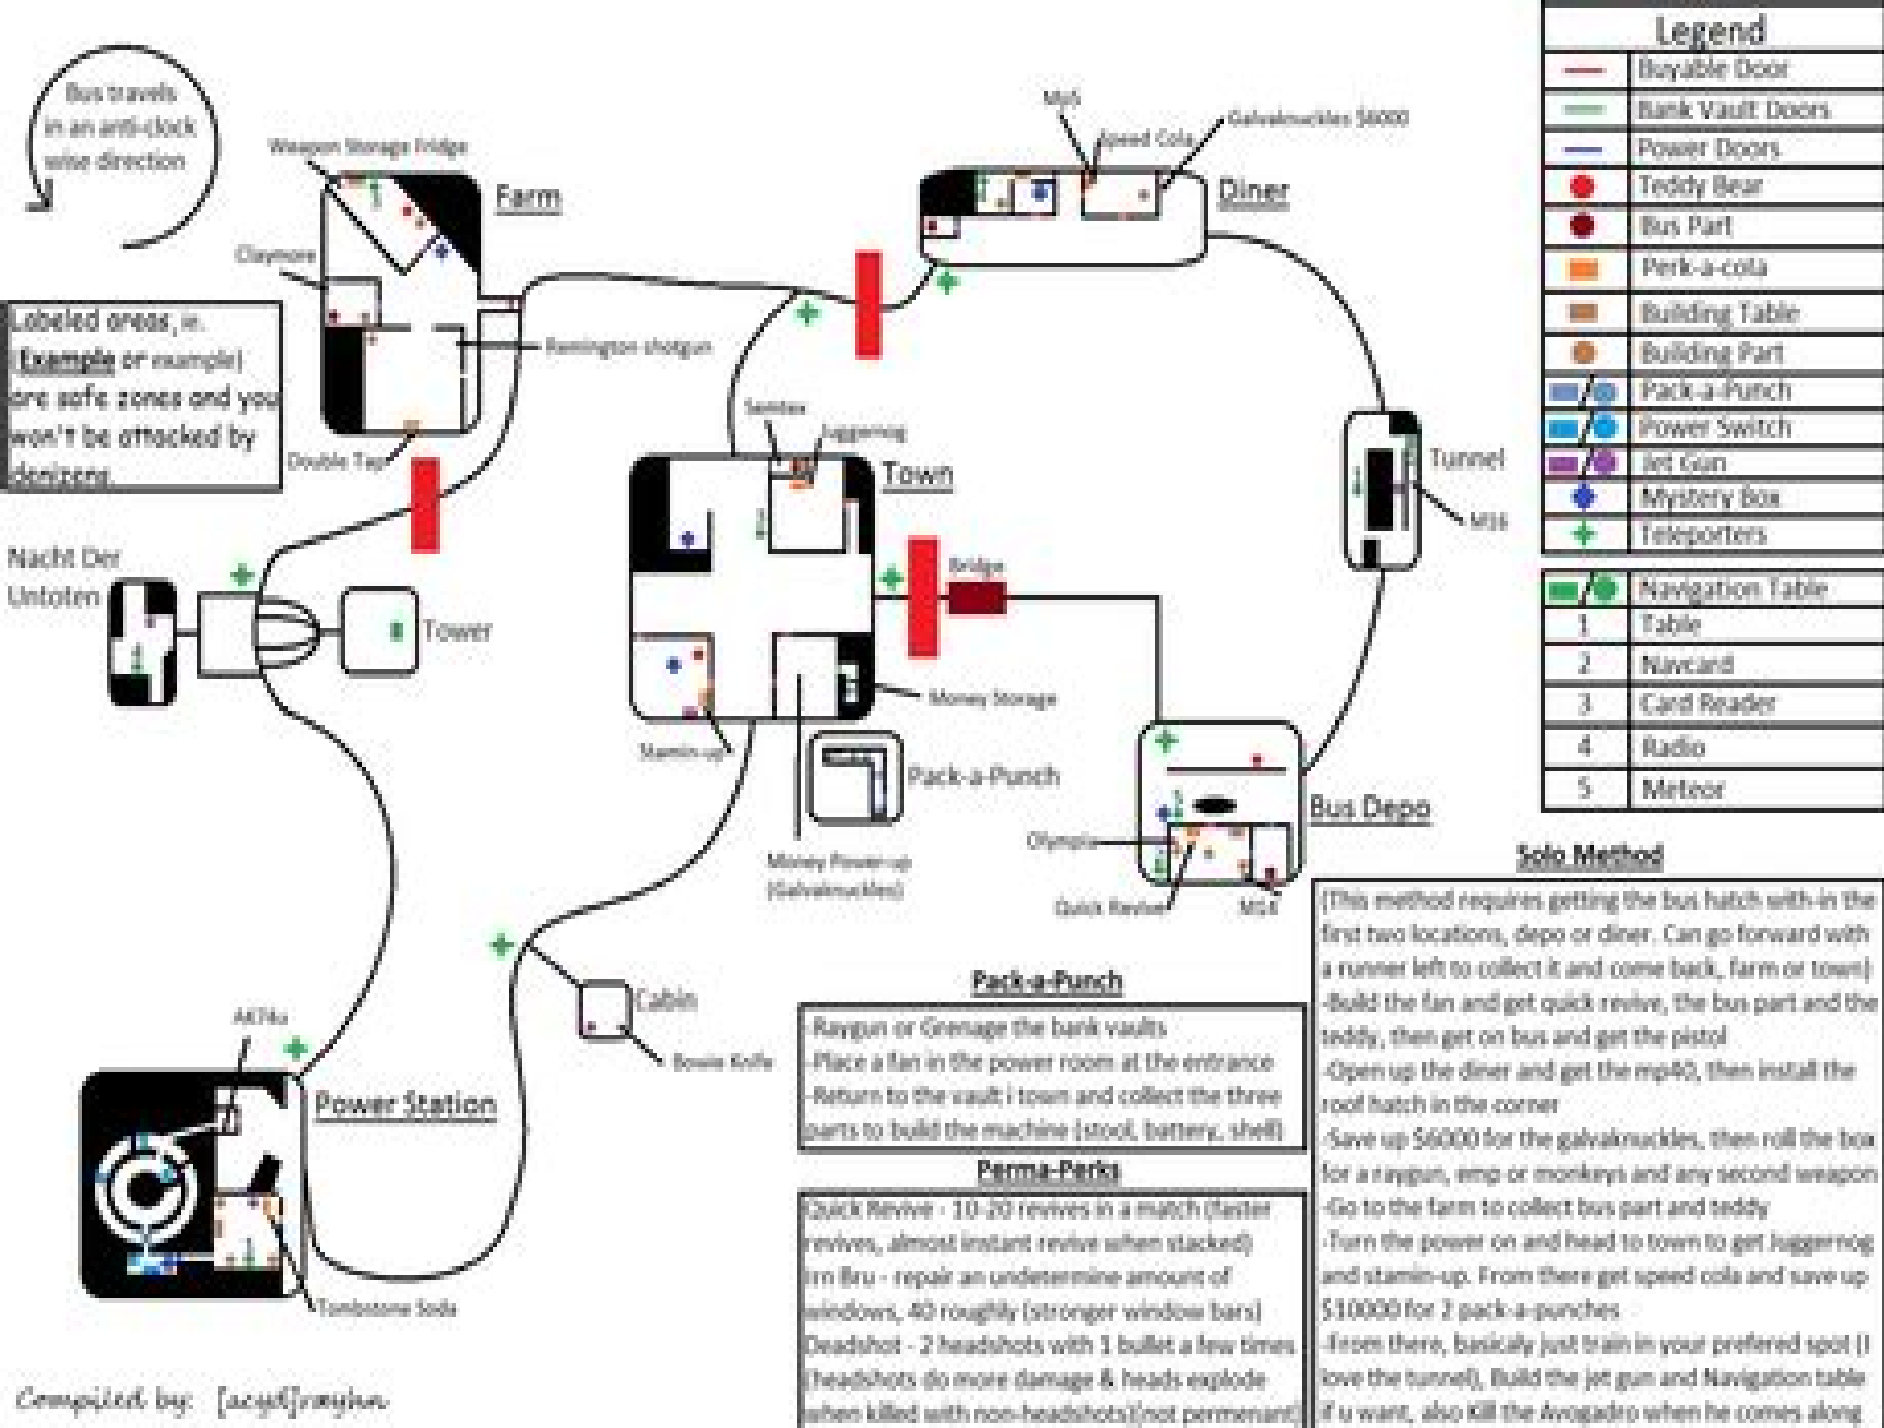 Bus travels
in an anti-clock
wise direction
Weapon Storage Fridge
Farm
Claymore
Labeled areas, ie.
(Example or example)
are safe zones and you
won't be attacked by
denizens.
Remington shotgun
Double Tap
MP5
Speed Cola
Galvaknuckles $6000
Diner
Semtex
Juggernog
Town
Tunnel
M16
Nacht Der
Untoten
Tower
Bridge
Money Storage
Stamin-up
Pack-a-Punch
Money Power-up
(Galvaknuckles)
Bus Depo
Olympia
Quick Revive
M14
Cabin
Bowie Knife
AK74u
Power Station
Tombstone Soda
Compiled by:
Legend
Buyable Door
Bank Vault Doors
Power Doors
Teddy Bear
Bus Part
Perk-a-cola
Building Table
Building Part
Pack-a-Punch
Power Switch
Jet Gun
Mystery Box
Teleporters
Navigation Table
1 Table
2 Navcard
3 Card Reader
4 Radio
5 Meteor
Pack-a-Punch
-Raygun or Grenage the bank vaults
-Place a fan in the power room at the entrance
-Return to the vault i town and collect the three
parts to build the machine (stool, battery, shell)
Perma-Perks
Quick Revive - 10-20 revives in a match (faster
revives, almost instant revive when stacked)
Irn Bru - repair an undetermine amount of
windows, 40 roughly (stronger window bars)
Deadshot - 2 headshots with 1 bullet a few times
(headshots do more damage & heads explode
when killed with non-headshots)(not permenant)
Solo Method
(This method requires getting the bus hatch with-in the
first two locations, depo or diner. Can go forward with
a runner left to collect it and come back, farm or town)
-Build the fan and get quick revive, the bus part and the
teddy, then get on bus and get the pistol
-Open up the diner and get the mp40, then install the
roof hatch in the corner
-Save up $6000 for the galvaknuckles, then roll the box
for a raygun, emp or monkeys and any second weapon
-Go to the farm to collect bus part and teddy
-Turn the power on and head to town to get Juggernog
and stamin-up. From there get speed cola and save up
$10000 for 2 pack-a-punches
-From there, basicaly just train in your prefered spot (I
love the tunnel), Build the jet gun and Navigation table
if u want, also Kill the Avogadro when he comes along